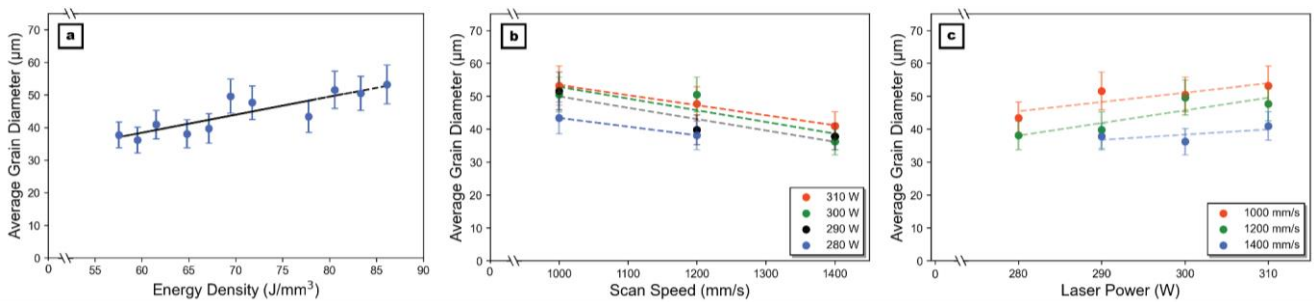 a
Average Grain Diameter (µm)
70
60
50
40
30
20
10
0
0 55 60 65 70 75 80 85 90
Energy Density (J/mm³)
b
Average Grain Diameter (µm)
70
60
50
40
30
20
10
0
310 W
300 W
290 W
280 W
0 1000 1100 1200 1300 1400
Scan Speed (mm/s)
c
Average Grain Diameter (µm)
70
60
50
40
30
20
10
0
1000 mm/s
1200 mm/s
1400 mm/s
0 280 290 300 310
Laser Power (W)